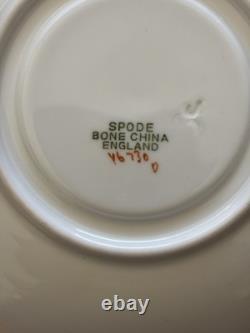 SPODE
BONE CHINA
ENGLAND
Y6730
D
ebay